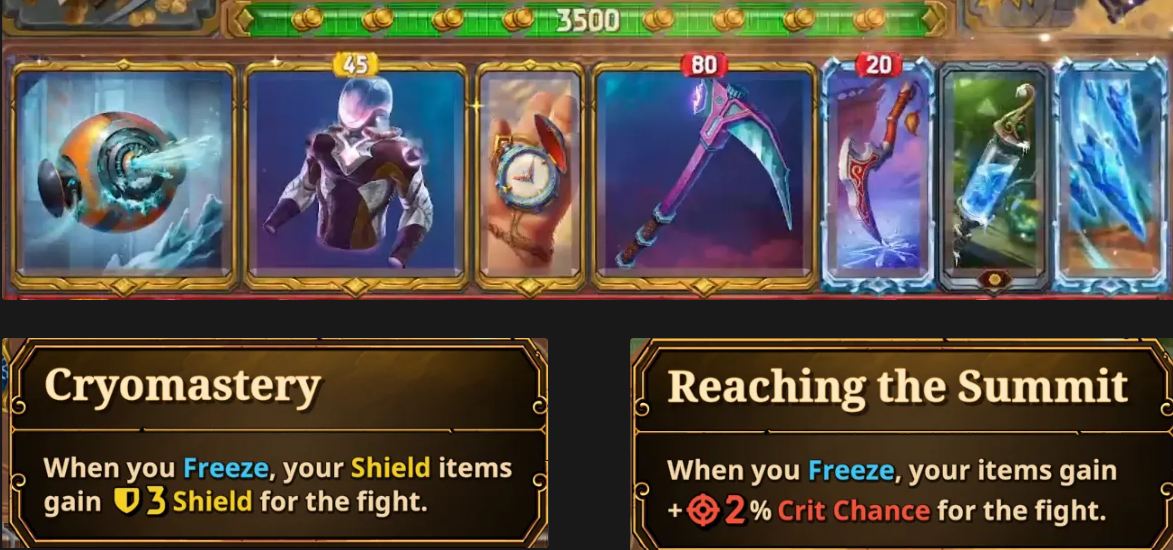 3500
45
80
20
Cryomastery
When you Freeze, your Shield items
gain 3 Shield for the fight.
Reaching the Summit
When you Freeze, your items gain
+ 2% Crit Chance for the fight.